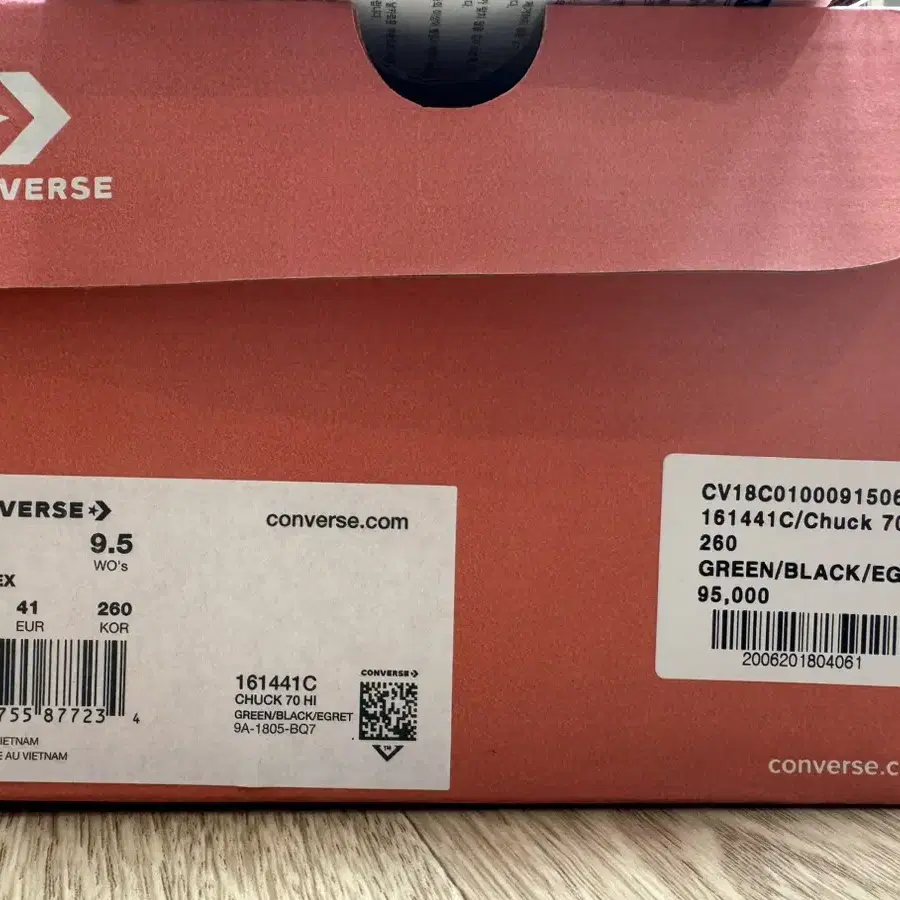 VERSE
VERSE
converse.com
9.5
WO's
EX
41
EUR
260
KOR
755 87723 4
161441C
CHUCK 70 HI
GREEN/BLACK/EGRET
9A-1805-BQ7
CONVERSE
TM
IETNAM
E AU VIETNAM
CV18C0100091506
161441C/Chuck 70
260
GREEN/BLACK/EG
95,000
2006201804061
converse.c